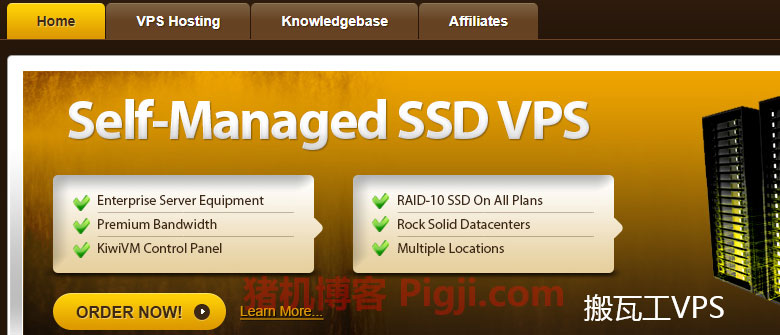 Home VPS Hosting Knowledgebase Affiliates
Self-Managed SSD VPS
Enterprise Server Equipment
Premium Bandwidth
KiwiVM Control Panel
RAID-10 SSD On All Plans
Rock Solid Datacenters
Multiple Locations
ORDER NOW!
Learn More...
猪机博客 Pigji.com
搬瓦工VPS